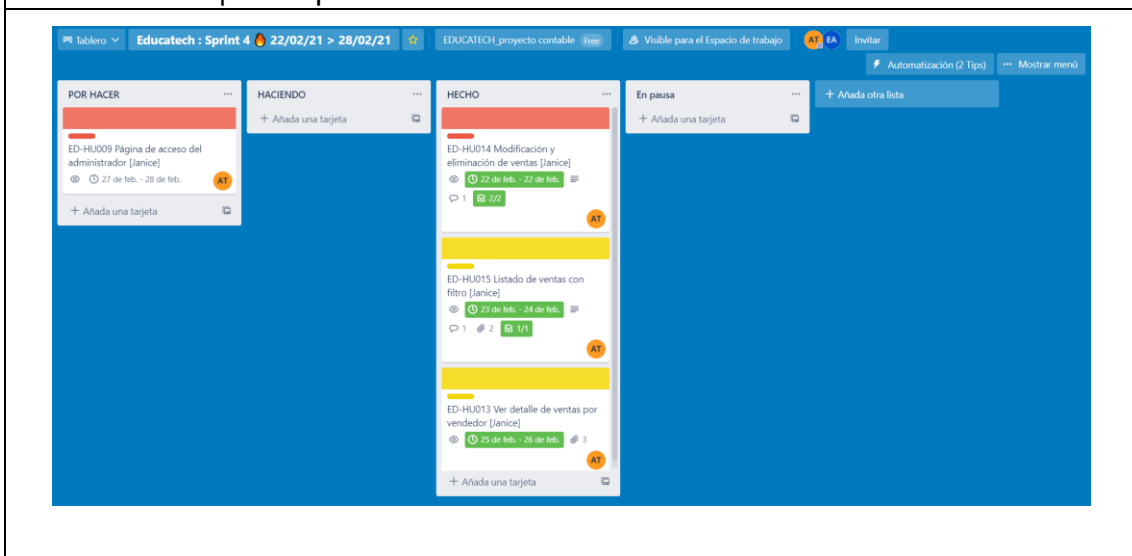 Tablero
Educatech : Sprint 4 🔥 22/02/21 > 28/02/21
EDUCATECH_proyecto contable Free
Visible para el Espacio de trabajo
AT EA
Invitar
Automatización (2 Tips)
··· Mostrar menú
POR HACER ···
ED-HU009 Página de acceso del
administrador [Janice]
27 de feb. - 28 de feb.
AT
+ Añada una tarjeta
HACIENDO ···
+ Añada una tarjeta
HECHO ···
ED-HU014 Modificación y
eliminación de ventas [Janice]
22 de feb. - 22 de feb.
1 2/2
AT
ED-HU015 Listado de ventas con
filtro [Janice]
23 de feb. - 24 de feb.
1 2 1/1
AT
ED-HU013 Ver detalle de ventas por
vendedor [Janice]
25 de feb. - 26 de feb. 3
AT
+ Añada una tarjeta
En pausa ···
+ Añada una tarjeta
+ Añada otra lista